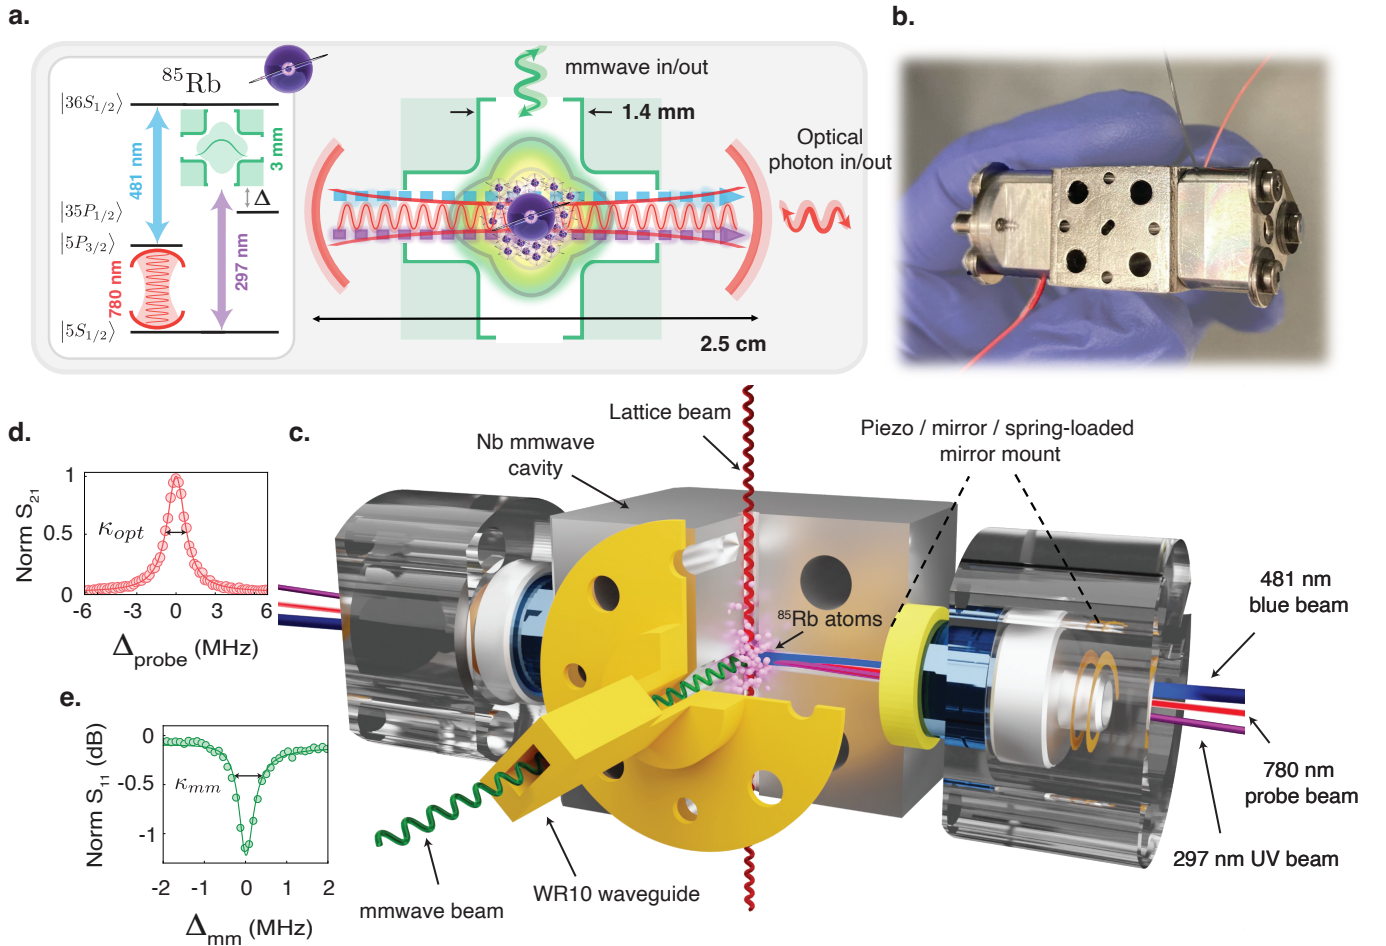 a.
⁸⁵Rb
|36S₁/₂⟩
481 nm
3 mm
Δ
|35P₁/₂⟩
|5P₃/₂⟩
780 nm
297 nm
|5S₁/₂⟩
mmwave in/out
1.4 mm
Optical
photon in/out
2.5 cm
b.
c.
Lattice beam
Nb mmwave
cavity
Piezo / mirror / spring-loaded
mirror mount
⁸⁵Rb atoms
481 nm
blue beam
780 nm
probe beam
297 nm UV beam
WR10 waveguide
mmwave beam
d.
Norm S₂₁
1
0.5
0
κopt
-6 -3 0 3 6
Δprobe (MHz)
e.
Norm S₁₁ (dB)
0
-0.5
-1
κmm
-2 -1 0 1 2
Δmm (MHz)